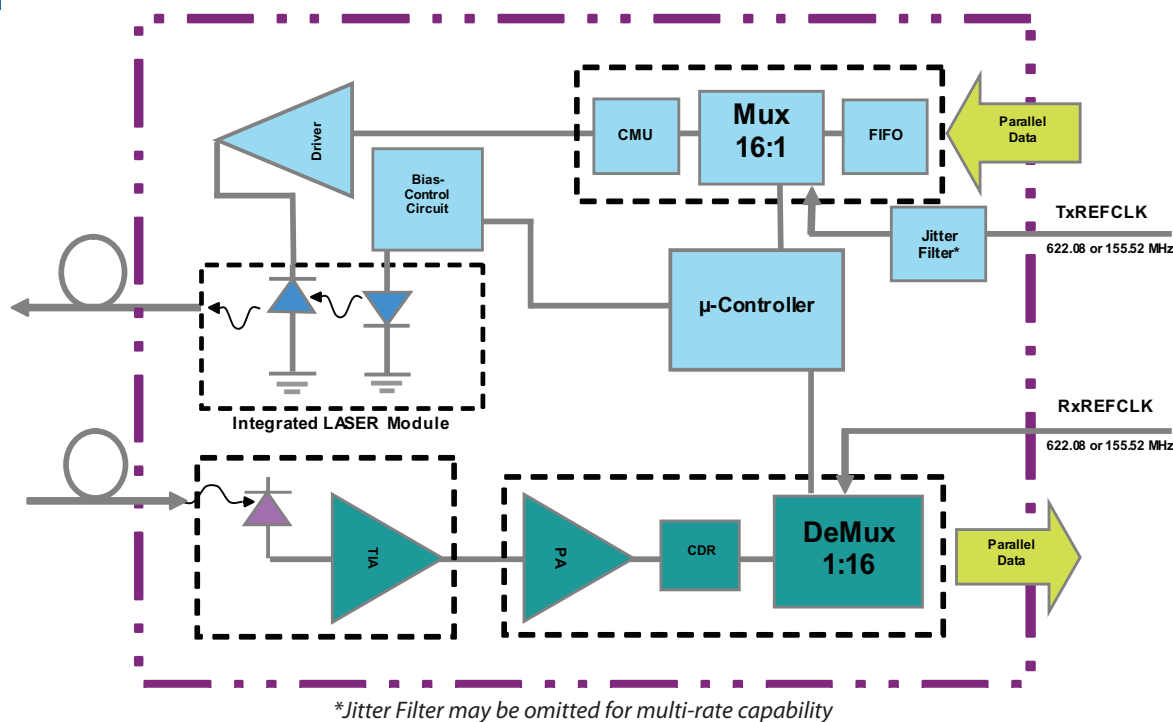 Driver
Bias-
Control
Circuit
CMU
Mux
16:1
FIFO
Parallel
Data
Jitter
Filter*
TxREFCLK
622.08 or 155.52 MHz
µ-Controller
Integrated LASER Module
RxREFCLK
622.08 or 155.52 MHz
TIA
PA
CDR
DeMux
1:16
Parallel
Data
*Jitter Filter may be omitted for multi-rate capability